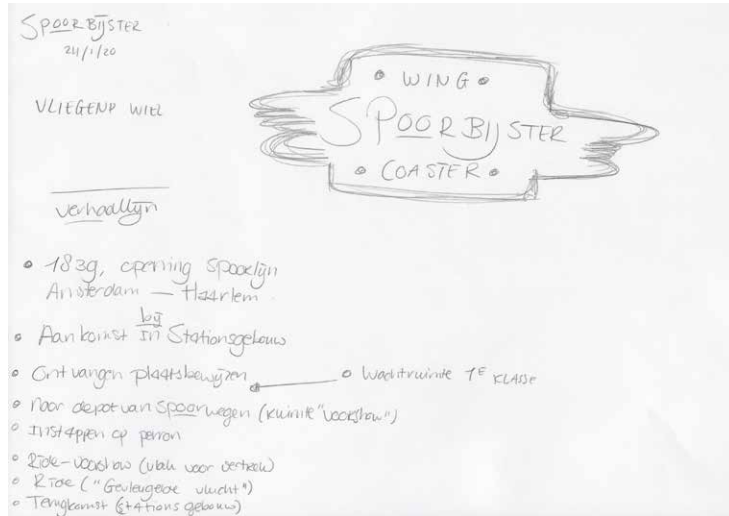 SPOORBIJSTER
24/1/20
VLIEGEND WIEL
• WING •
SPOORBIJSTER
• COASTER •
Verhaallijn
• 1839, opening spoorlijn
Amsterdam — Haarlem
bij
• Aankomst in Stationsgebouw
• Ontvangen plaatsbewijzen
• Wachtruimte 1E KLASSE
• Naar depot van spoorwegen (ruimte "voorshow")
• Instappen op perron
• Ride-voorshow (vlak voor vertrek)
• Ride ("Gevleugelde vlucht")
• Terugkomst (stationsgebouw)